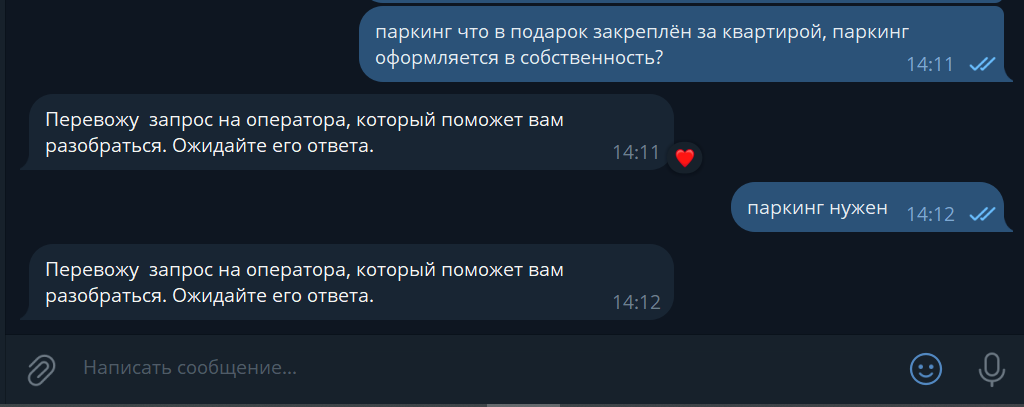 паркинг что в подарок закреплён за квартирой, паркинг
оформляется в собственность?
14:11
Перевожу запрос на оператора, который поможет вам
разобраться. Ожидайте его ответа.
14:11
паркинг нужен
14:12
Перевожу запрос на оператора, который поможет вам
разобраться. Ожидайте его ответа.
14:12
Написать сообщение...